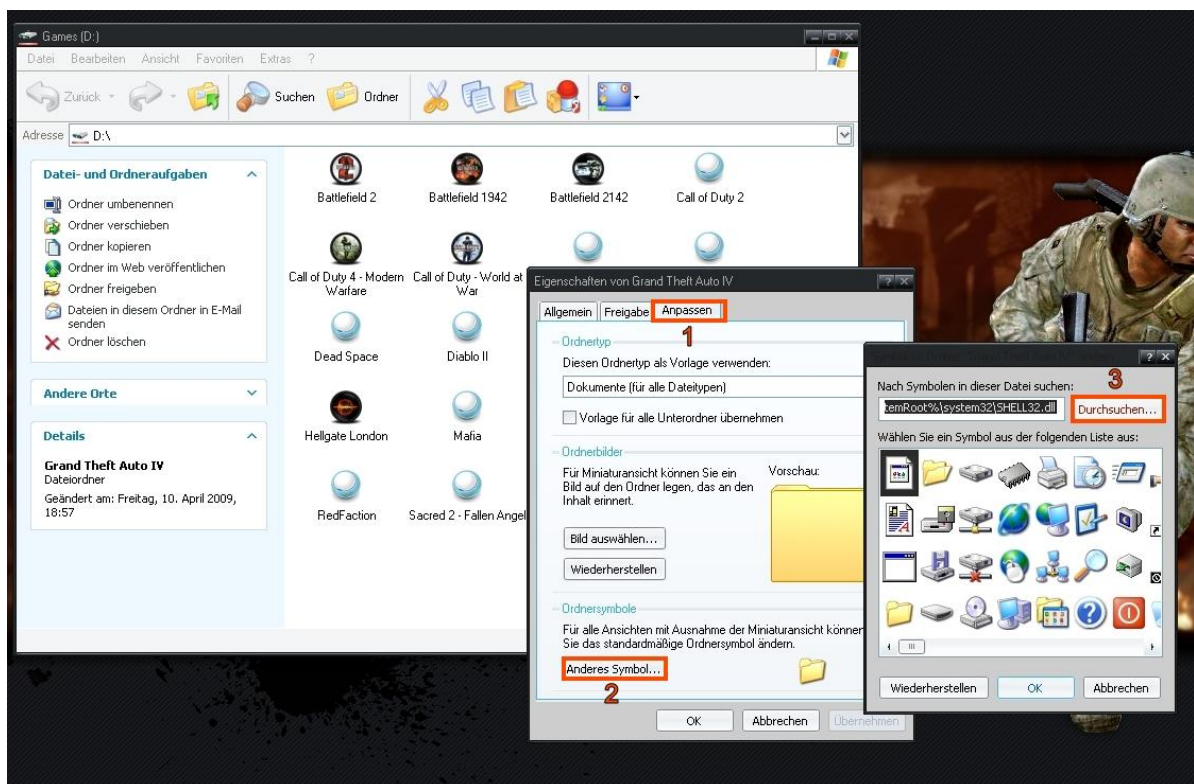 Games (D:)
Datei Bearbeiten Ansicht Favoriten Extras ?
Zurück Suchen Ordner
Adresse D:\
Datei- und Ordneraufgaben
Ordner umbenennen
Ordner verschieben
Ordner kopieren
Ordner im Web veröffentlichen
Ordner freigeben
Dateien in diesem Ordner in E-Mail
senden
Ordner löschen
Andere Orte
Details
Grand Theft Auto IV
Dateiordner
Geändert am: Freitag, 10. April 2009,
18:57
Battlefield 2
Battlefield 1942
Battlefield 2142
Call of Duty 2
Call of Duty 4 - Modern
Warfare
Call of Duty - World at
War
Dead Space
Diablo II
Hellgate London
Mafia
RedFaction
Sacred 2 - Fallen Angel
Eigenschaften von Grand Theft Auto IV
Allgemein Freigabe Anpassen
1
Ordnertyp
Diesen Ordnertyp als Vorlage verwenden:
Dokumente (für alle Dateitypen)
Vorlage für alle Unterordner übernehmen
Ordnerbilder
Für Miniaturansicht können Sie ein
Bild auf den Ordner legen, das an den
Inhalt erinnert.
Vorschau:
Bild auswählen...
Wiederherstellen
Ordnersymbole
Für alle Ansichten mit Ausnahme der Miniaturansicht können
Sie das standardmäßige Ordnersymbol ändern.
Anderes Symbol...
2
OK Abbrechen Übernehmen
Nach Symbolen in dieser Datei suchen:
3
temRoot%\system32\SHELL32.dll
Durchsuchen...
Wählen Sie ein Symbol aus der folgenden Liste aus:
Wiederherstellen OK Abbrechen